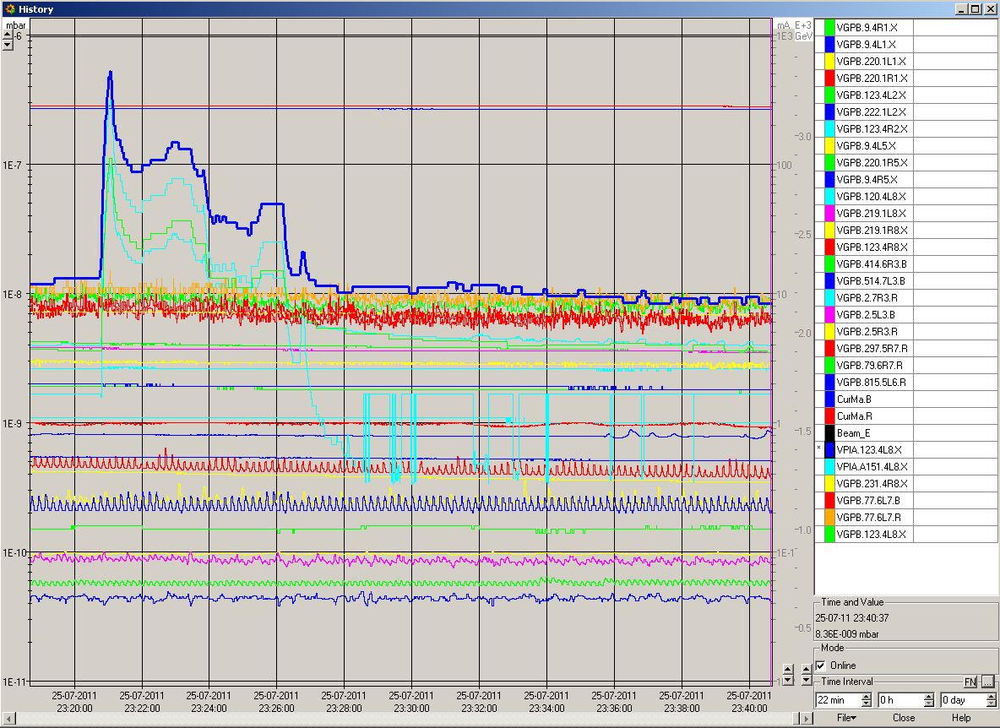 History
mbar
mA E+3
GeV
1E-6
1E3
-3.0
1E-7
100
-2.5
1E-8
10
-2.0
1E-9
1
-1.5
-1.0
1E-10
1E-1
-0.5
1E-11
25-07-2011 25-07-2011 25-07-2011 25-07-2011 25-07-2011 25-07-2011 25-07-2011 25-07-2011 25-07-2011 25-07-2011 25-07-2011
23:20:00 23:22:00 23:24:00 23:26:00 23:28:00 23:30:00 23:32:00 23:34:00 23:36:00 23:38:00 23:40:00
VGPB.9.4R1.X
VGPB.9.4L1.X
VGPB.220.1L1.X
VGPB.220.1R1.X
VGPB.123.4L2.X
VGPB.222.1L2.X
VGPB.123.4R2.X
VGPB.9.4L5.X
VGPB.220.1R5.X
VGPB.9.4R5.X
VGPB.120.4L8.X
VGPB.219.1L8.X
VGPB.219.1R8.X
VGPB.123.4R8.X
VGPB.414.6R3.B
VGPB.514.7L3.B
VGPB.2.7R3.R
VGPB.2.5L3.B
VGPB.2.5R3.R
VGPB.297.5R7.R
VGPB.79.6R7.R
VGPB.815.5L6.R
CurMa.B
CurMa.R
Beam_E
* VPIA.123.4L8.X
VPIA.A151.4L8.X
VGPB.231.4R8.X
VGPB.77.6L7.B
VGPB.77.6L7.R
VGPB.123.4L8.X
Time and Value
25-07-11 23:40:37
8.36E-009 mbar
Mode
Online
Time Interval FN ...
22 min 0 h 0 day
File Close Help